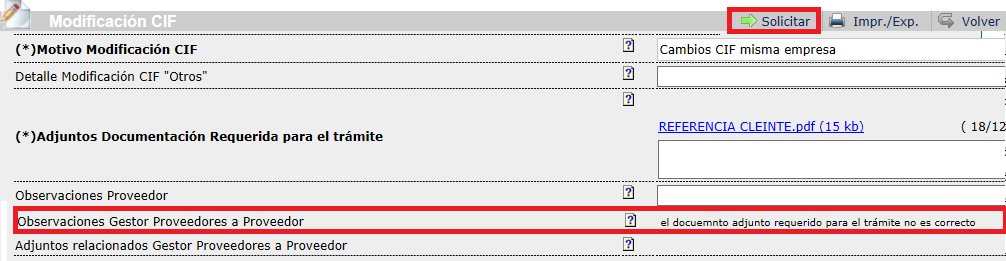 Modificación CIF Solicitar Impr./Exp. Volver
(*)Motivo Modificación CIF ? Cambios CIF misma empresa
Detalle Modificación CIF "Otros" ?
?
(*)Adjuntos Documentación Requerida para el trámite REFERENCIA CLEINTE.pdf (15 kb) ( 18/12
Observaciones Proveedor ?
Observaciones Gestor Proveedores a Proveedor ? el docuemnto adjunto requerido para el trámite no es correcto
Adjuntos relacionados Gestor Proveedores a Proveedor ?